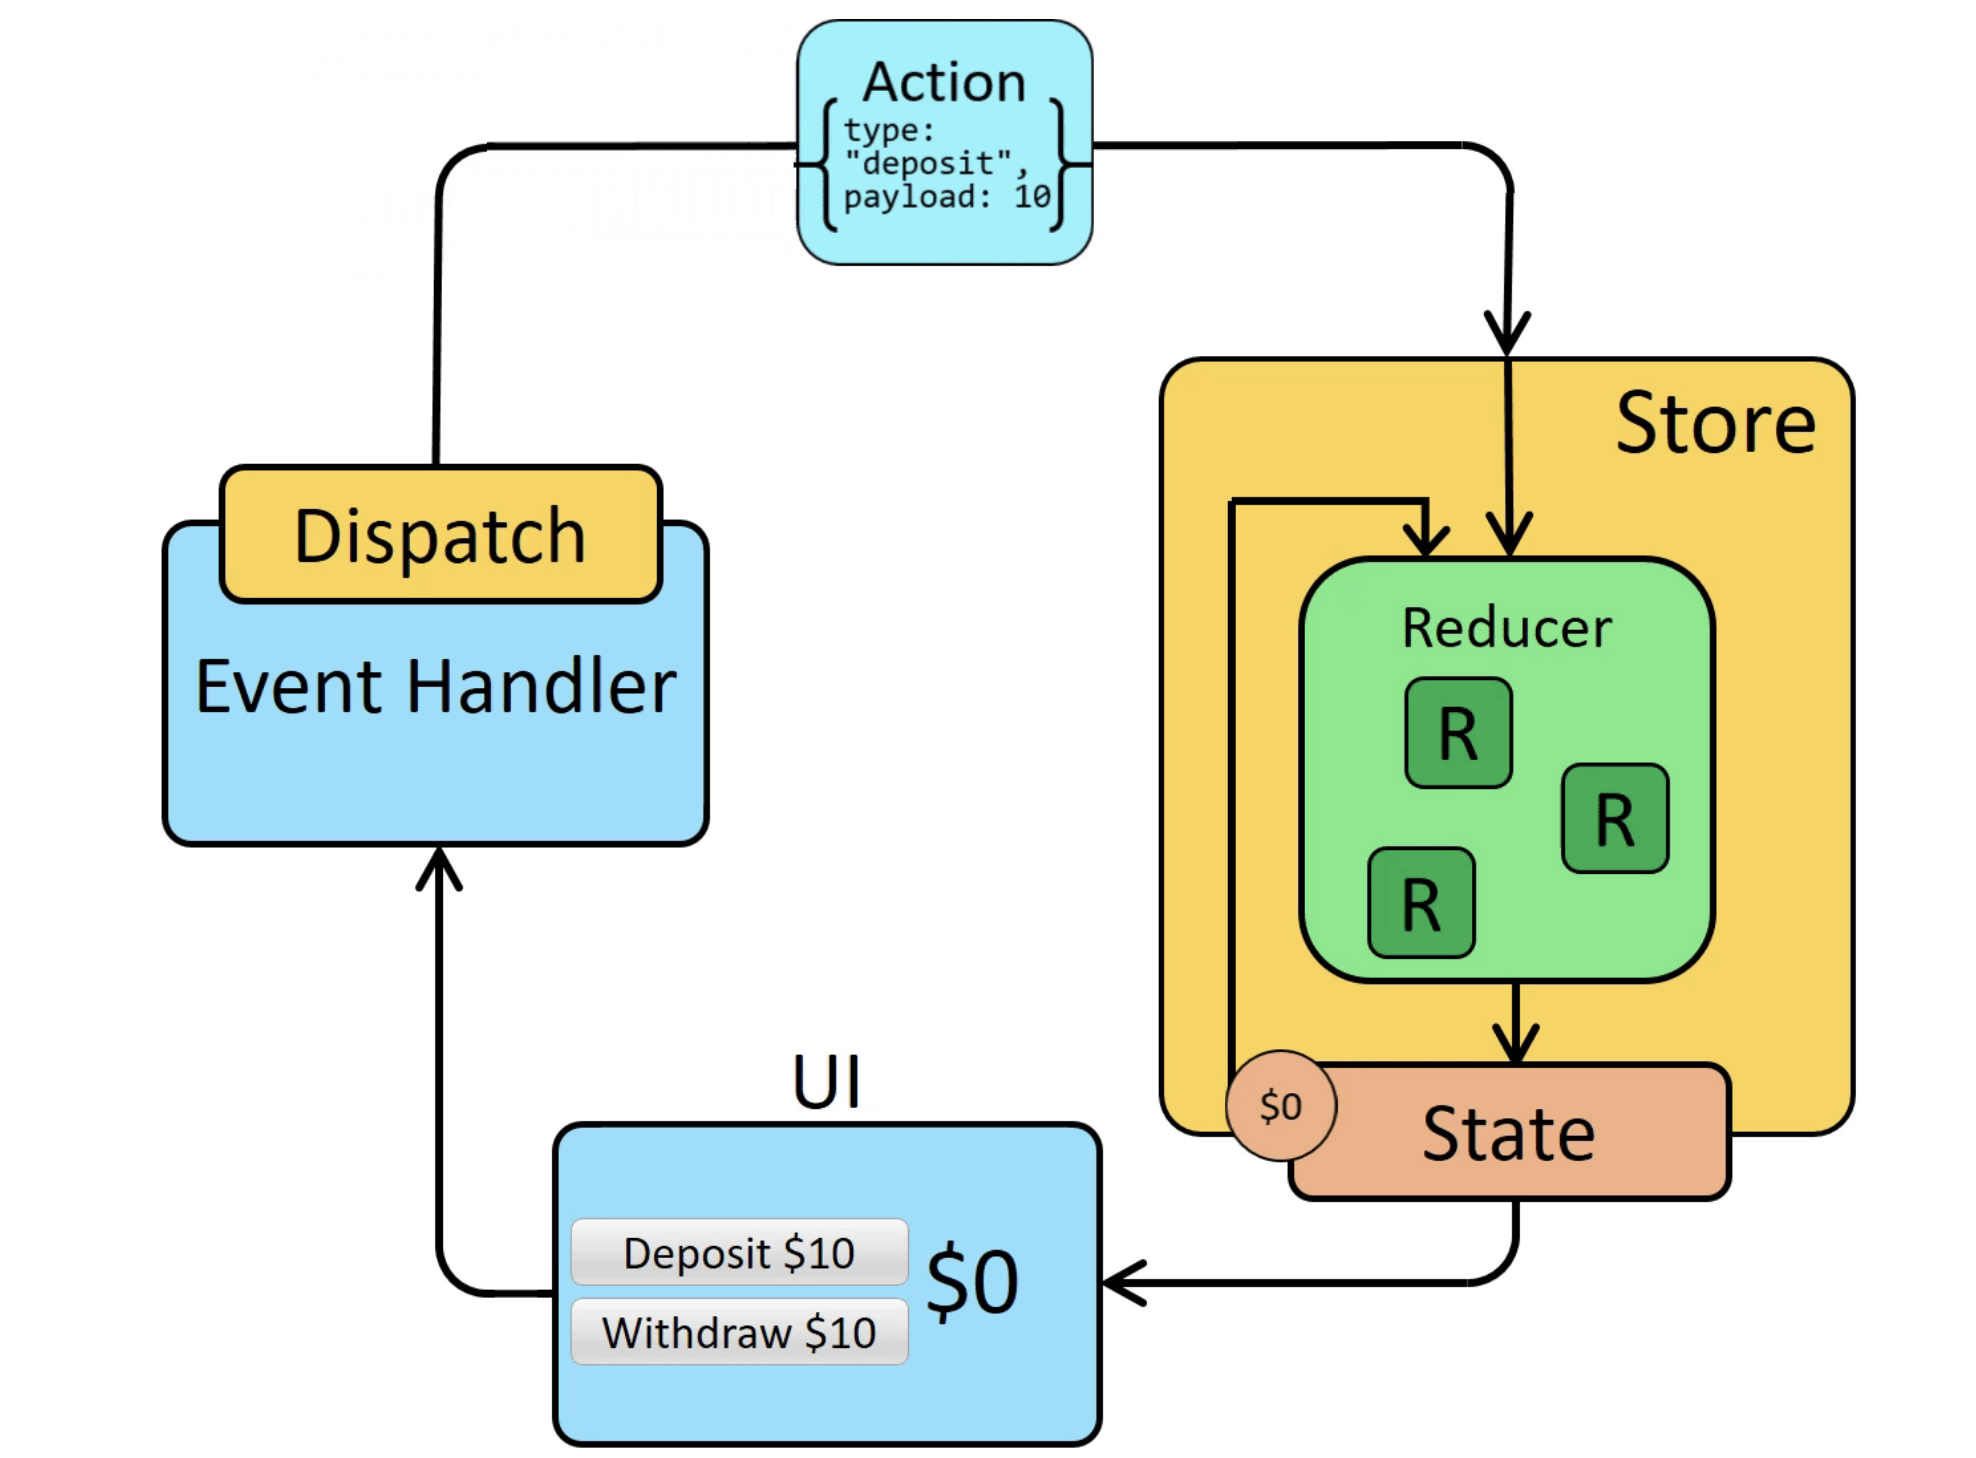 Action
type:
"deposit",
payload: 10
Store
Dispatch
Event Handler
Reducer
R
R
R
$0
State
UI
Deposit $10
$0
Withdraw $10